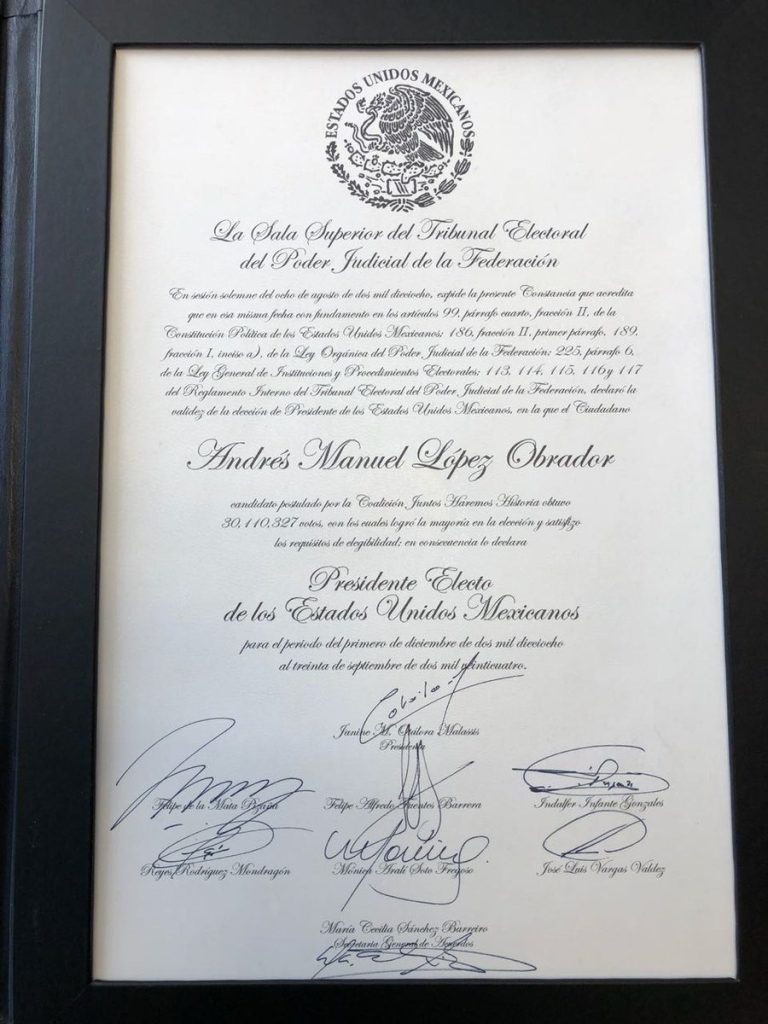 ESTADOS UNIDOS MEXICANOS
La Sala Superior del Tribunal Electoral
del Poder Judicial de la Federación
En sesión solemne del ocho de agosto de dos mil dieciocho, expide la presente Constancia que acredita
que en esa misma fecha con fundamento en los artículos 99, párrafo cuarto, fracción II, de la
Constitución Política de los Estados Unidos Mexicanos; 186, fracción II, primer párrafo, 189,
fracción I, inciso a), de la Ley Orgánica del Poder Judicial de la Federación; 225, párrafo 6,
de la Ley General de Instituciones y Procedimientos Electorales; 113, 114, 115, 116 y 117
del Reglamento Interno del Tribunal Electoral del Poder Judicial de la Federación, declaró la
validez de la elección de Presidente de los Estados Unidos Mexicanos, en la que el Ciudadano
Andrés Manuel López Obrador
candidato postulado por la Coalición Juntos Haremos Historia obtuvo
30,110,327 votos, con los cuales logró la mayoría en la elección y satisfizo
los requisitos de elegibilidad; en consecuencia lo declara
Presidente Electo
de los Estados Unidos Mexicanos
para el periodo del primero de diciembre de dos mil dieciocho
al treinta de septiembre de dos mil veinticuatro.
Janine M. Otálora Malassis
Presidenta
Felipe de la Mata Pizaña
Felipe Alfredo Fuentes Barrera
Indalfer Infante Gonzales
Reyes Rodríguez Mondragón
Mónica Aralí Soto Fregoso
José Luis Vargas Valdez
María Cecilia Sánchez Barreiro
Secretaria General de Acuerdos